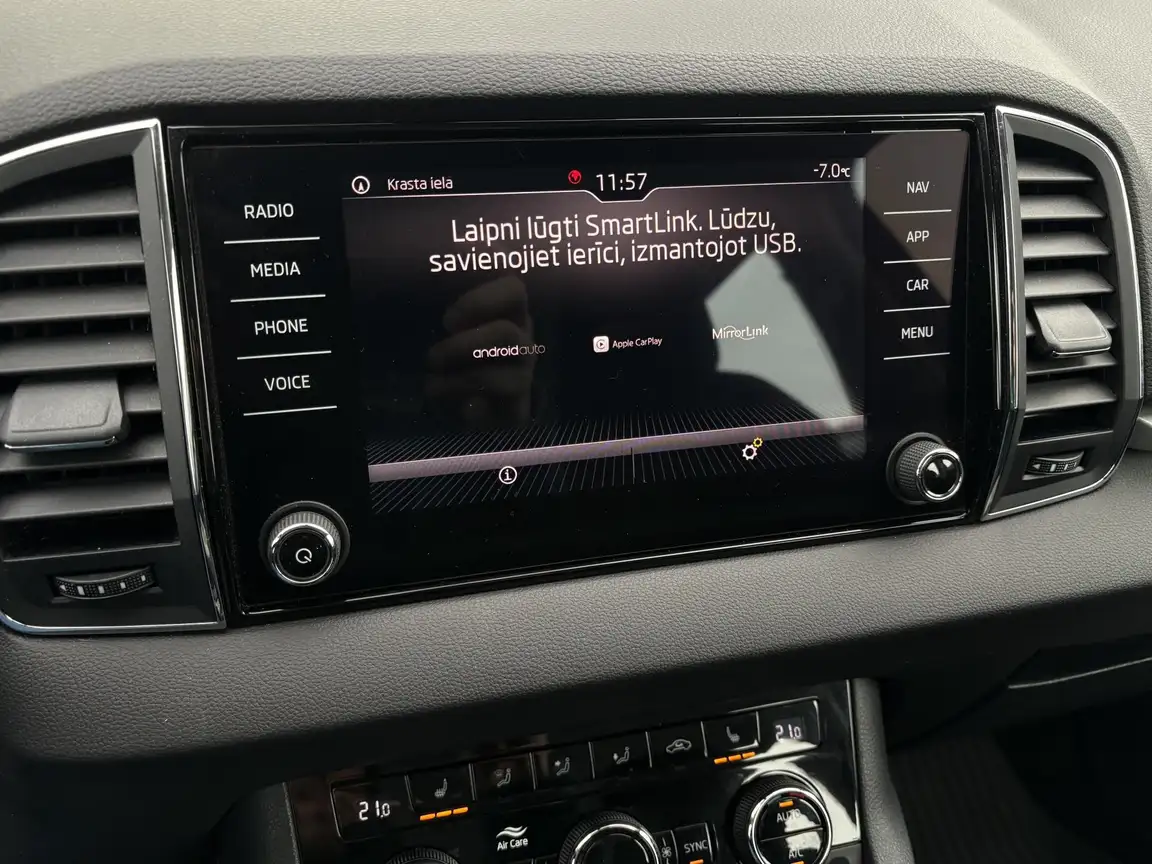 Krasta iela
11:57
-7.0°C
RADIO
MEDIA
PHONE
VOICE
Laipni lūgti SmartLink. Lūdzu,
savienojiet ierīci, izmantojot USB.
androidauto
Apple CarPlay
MirrorLink
NAV
APP
CAR
MENU
21.0
21.0
Air Care
SYNC
AUTO
A/C